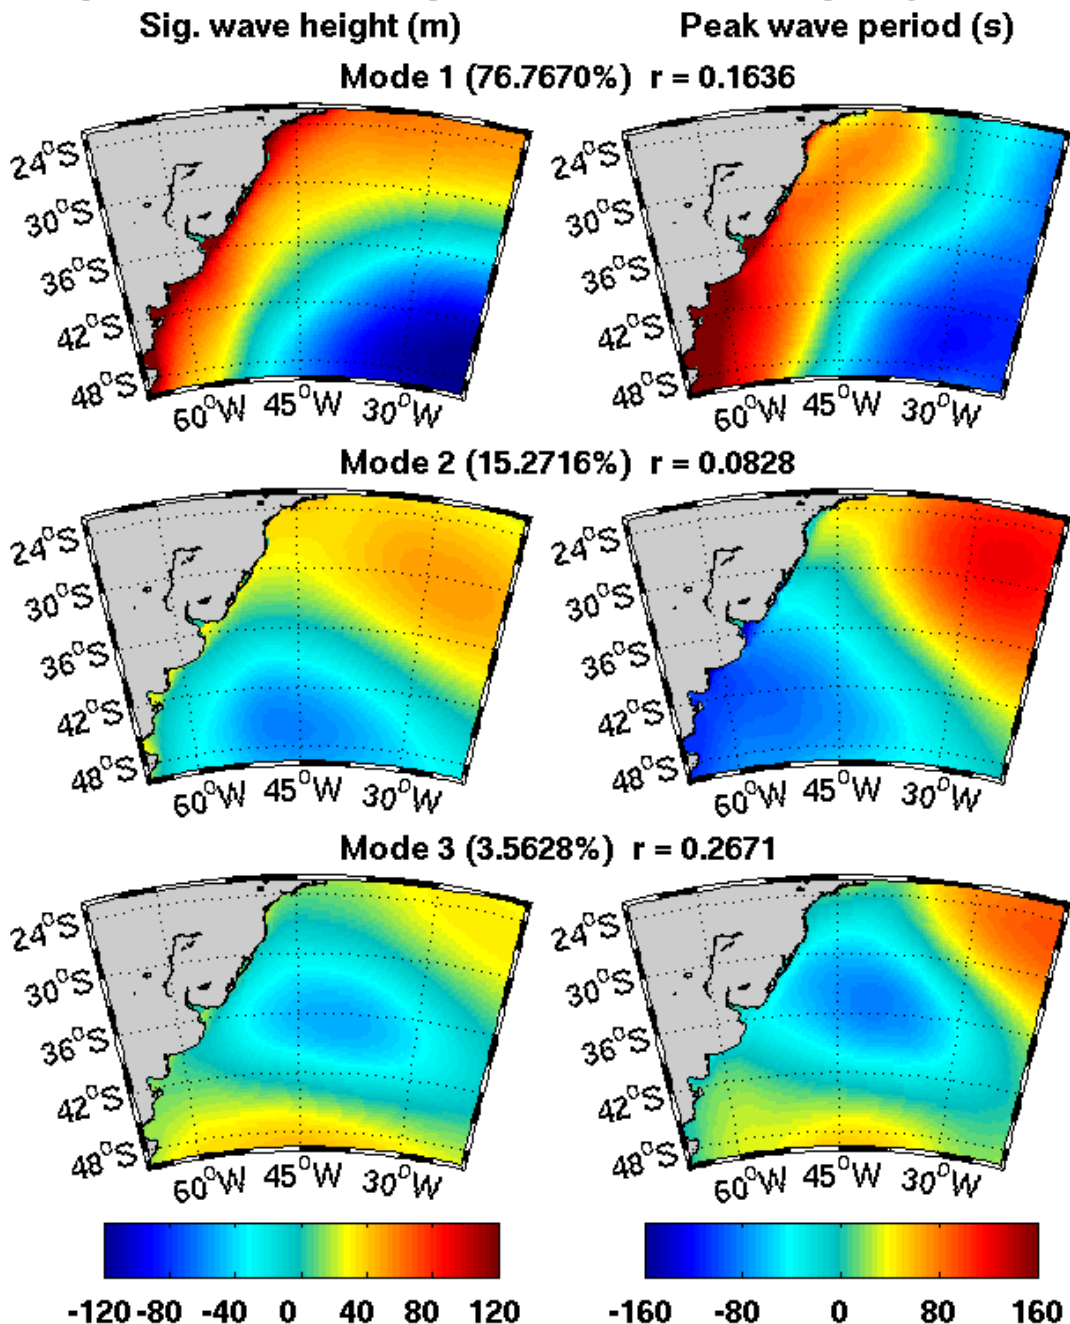 Sig. wave height (m) Peak wave period (s)
Mode 1 (76.7670%) r = 0.1636
24°S 24°S
30°S 30°S
36°S 36°S
42°S 42°S
48°S 48°S
60°W 45°W 30°W 60°W 45°W 30°W
Mode 2 (15.2716%) r = 0.0828
24°S 24°S
30°S 30°S
36°S 36°S
42°S 42°S
48°S 48°S
60°W 45°W 30°W 60°W 45°W 30°W
Mode 3 (3.5628%) r = 0.2671
24°S 24°S
30°S 30°S
36°S 36°S
42°S 42°S
48°S 48°S
60°W 45°W 30°W 60°W 45°W 30°W
-120 -80 -40 0 40 80 120 -160 -80 0 80 160